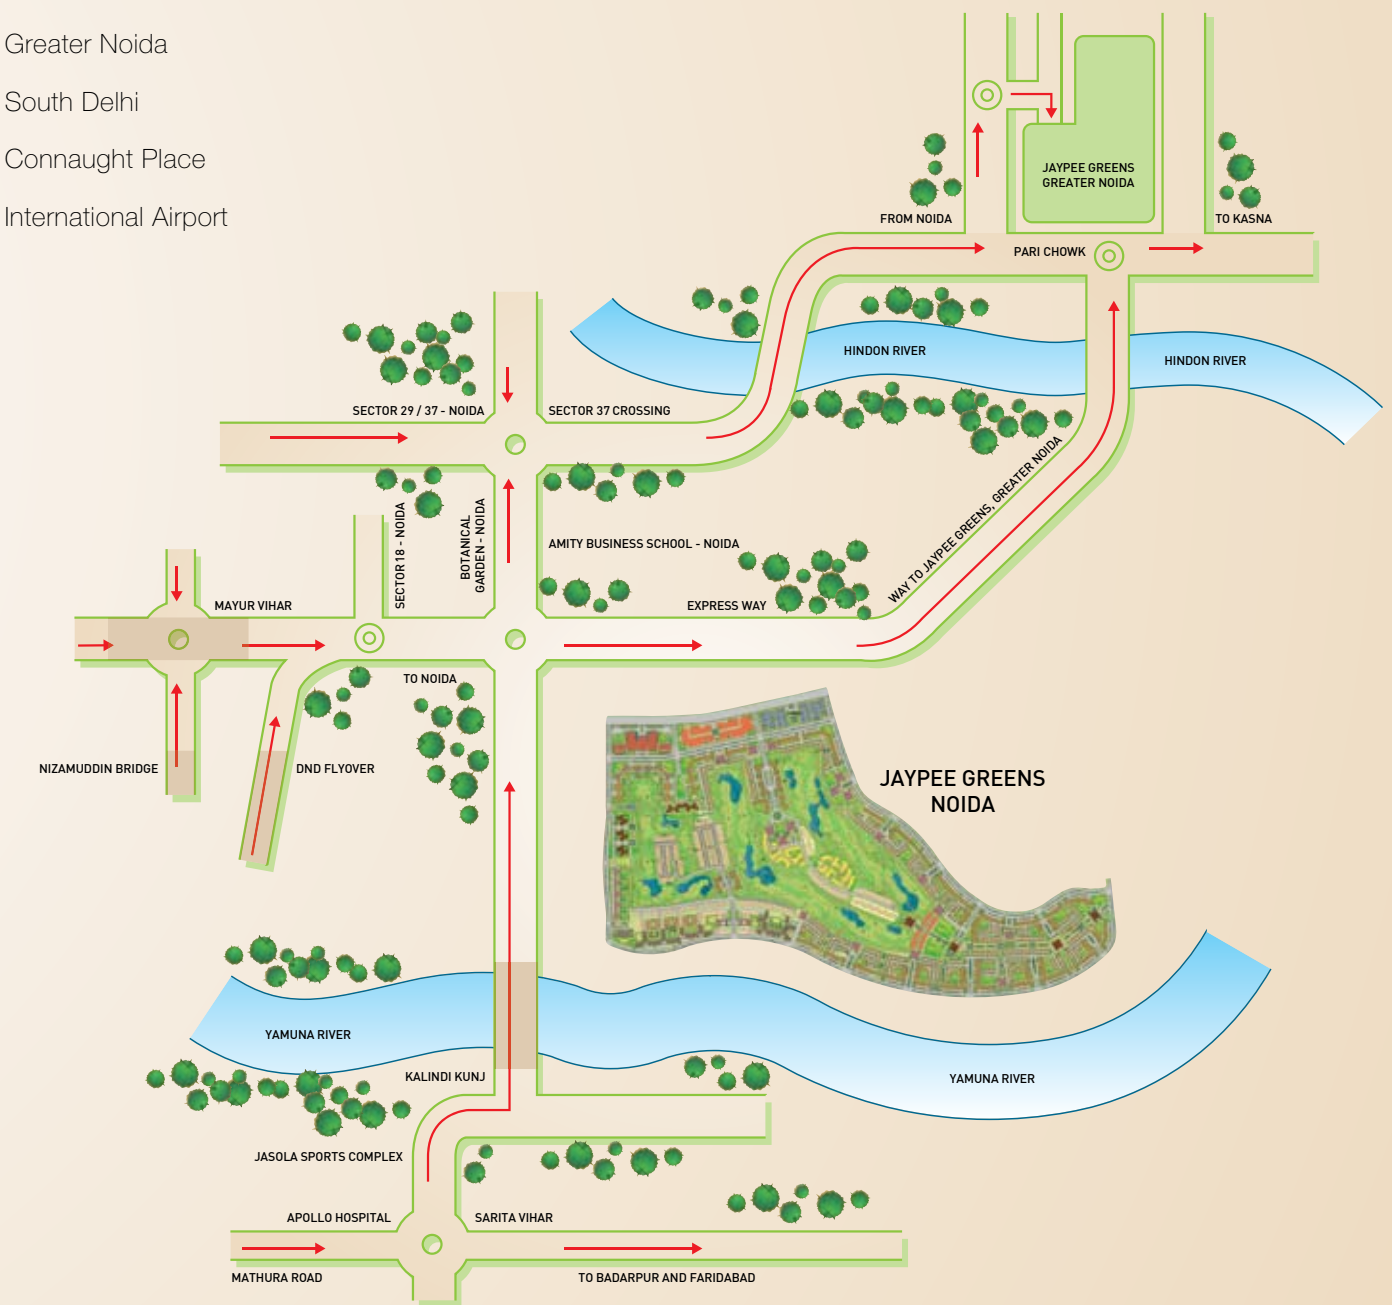 Greater Noida
South Delhi
Connaught Place
International Airport
JAYPEE GREENS
GREATER NOIDA
FROM NOIDA
TO KASNA
PARI CHOWK
HINDON RIVER
HINDON RIVER
SECTOR 29 / 37 - NOIDA
SECTOR 37 CROSSING
SECTOR 18 - NOIDA
BOTANICAL
GARDEN - NOIDA
AMITY BUSINESS SCHOOL - NOIDA
WAY TO JAYPEE GREENS, GREATER NOIDA
MAYUR VIHAR
EXPRESS WAY
TO NOIDA
NIZAMUDDIN BRIDGE
DND FLYOVER
JAYPEE GREENS
NOIDA
YAMUNA RIVER
KALINDI KUNJ
YAMUNA RIVER
JASOLA SPORTS COMPLEX
APOLLO HOSPITAL
SARITA VIHAR
MATHURA ROAD
TO BADARPUR AND FARIDABAD